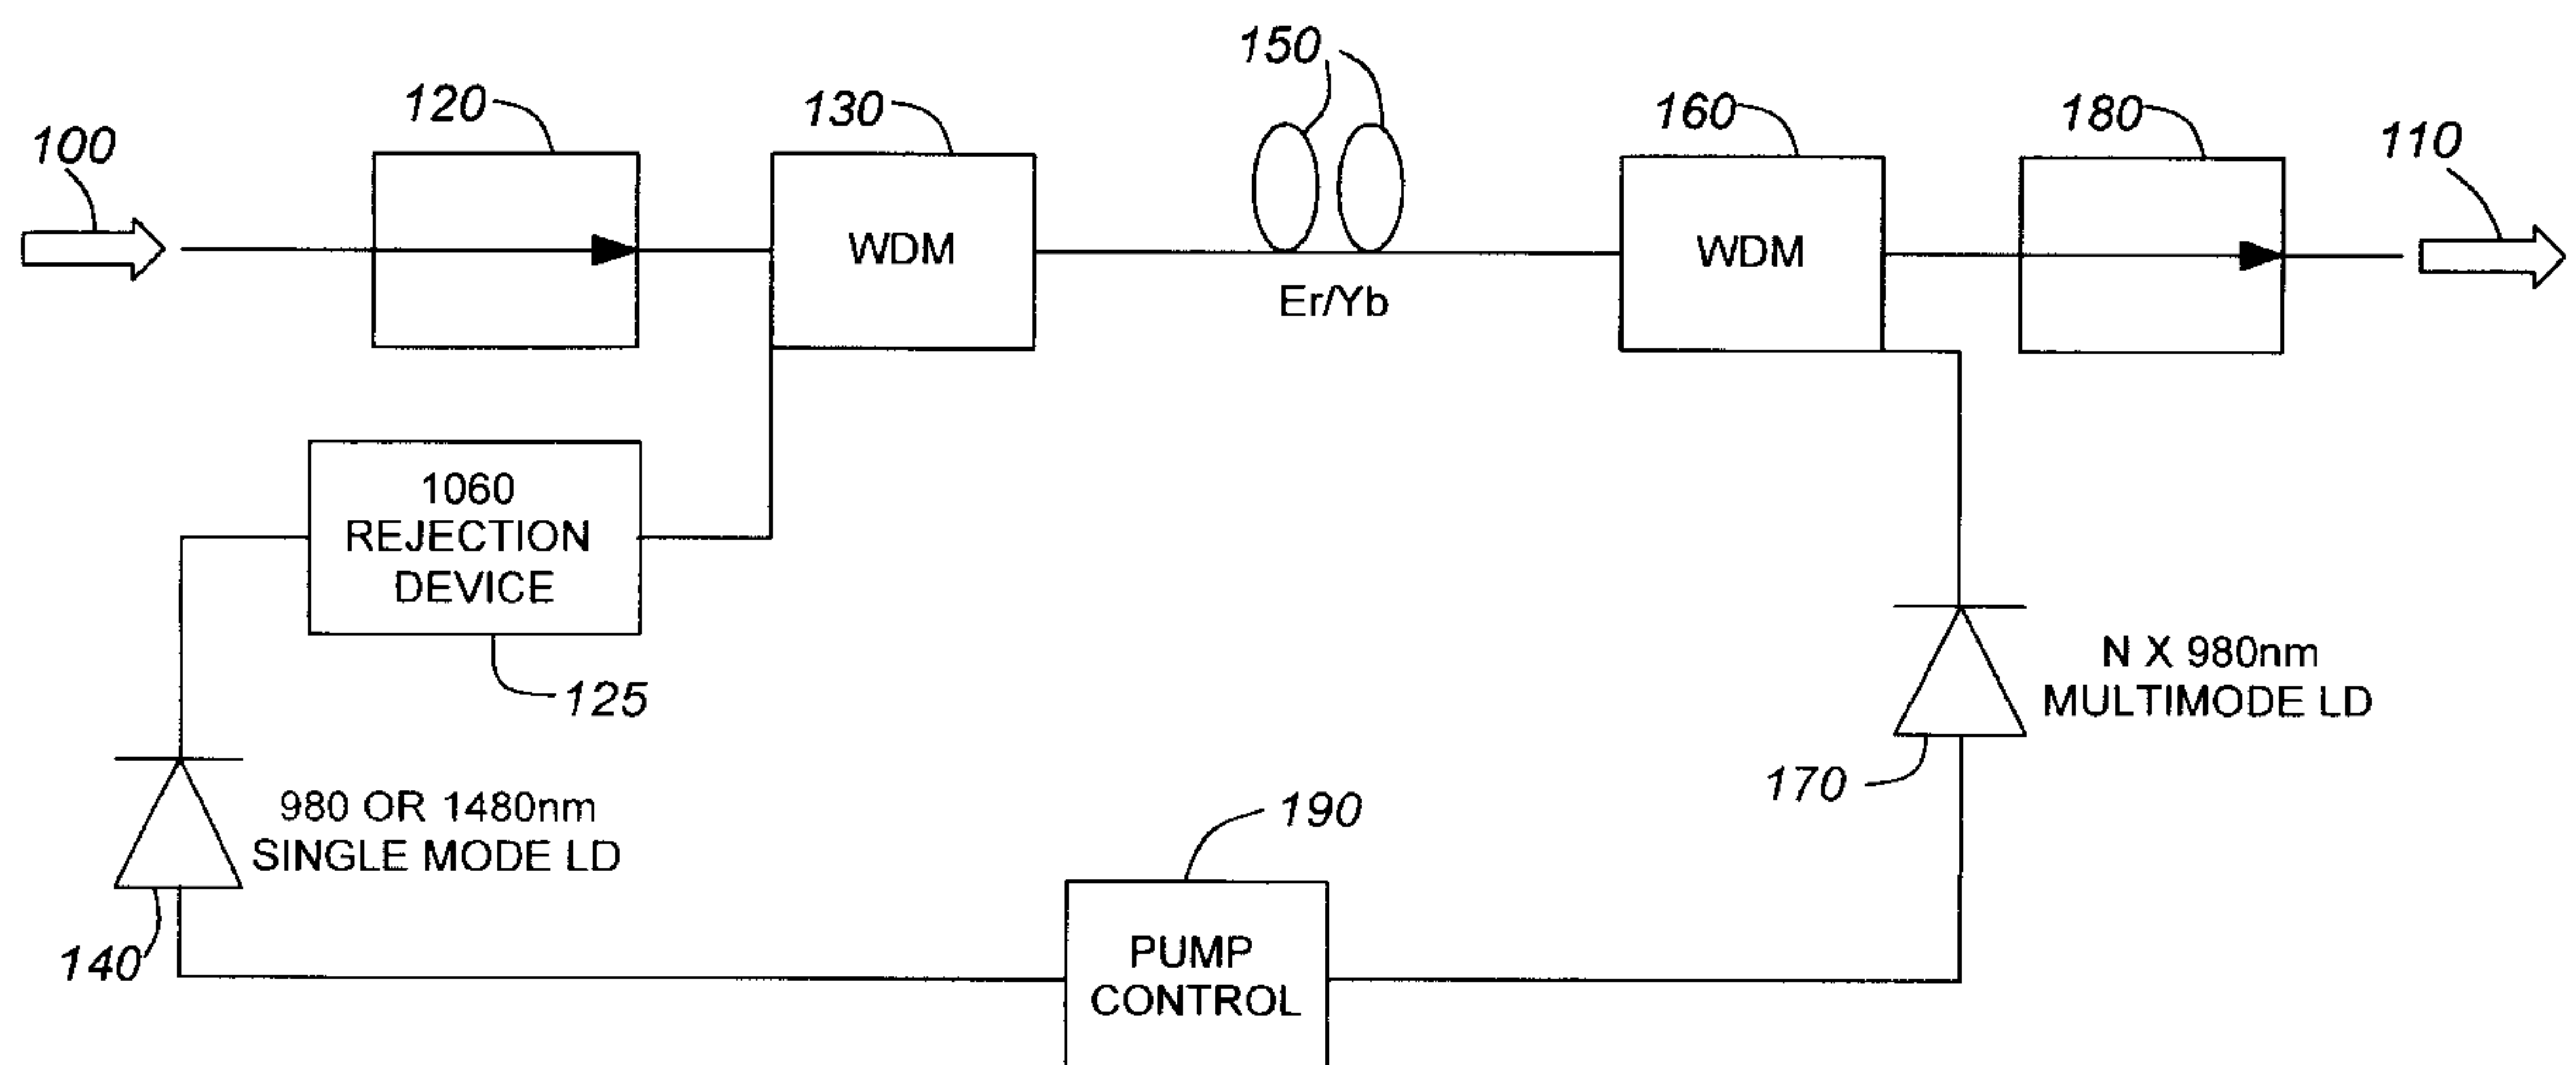 150
120
130
160
180
110
100
WDM
WDM
Er/Yb
1060
REJECTION
DEVICE
125
N X 980nm
MULTIMODE LD
170
980 OR 1480nm
SINGLE MODE LD
190
140
PUMP
CONTROL